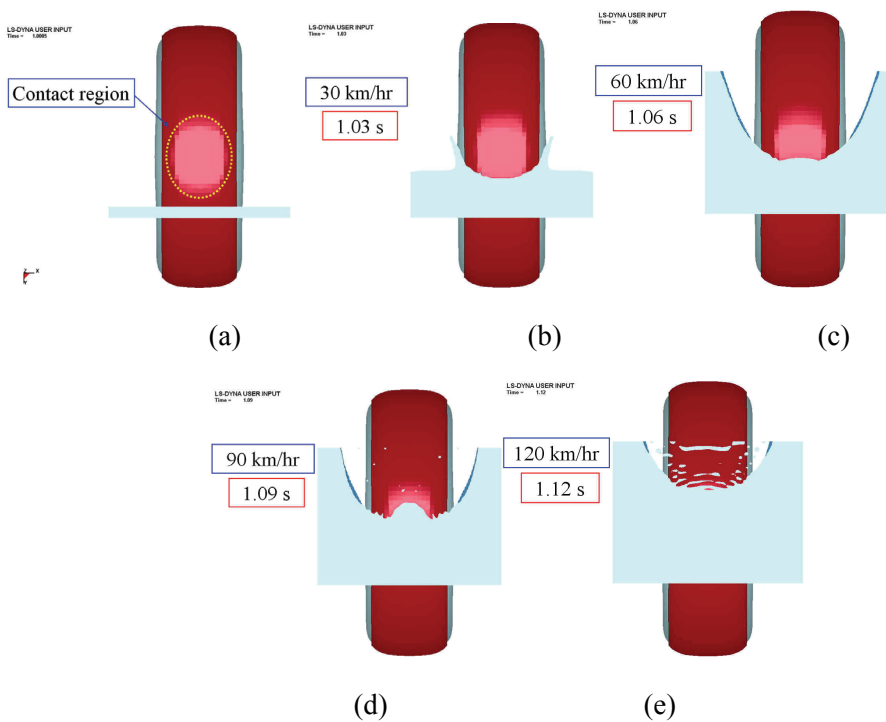 LS-DYNA USER INPUT
Time = 1.0005
Contact region
Z X
Y
(a)
LS-DYNA USER INPUT
Time = 1.03
30 km/hr
1.03 s
(b)
LS-DYNA USER INPUT
Time = 1.06
60 km/hr
1.06 s
(c)
LS-DYNA USER INPUT
Time = 1.09
90 km/hr
1.09 s
(d)
LS-DYNA USER INPUT
Time = 1.12
120 km/hr
1.12 s
(e)